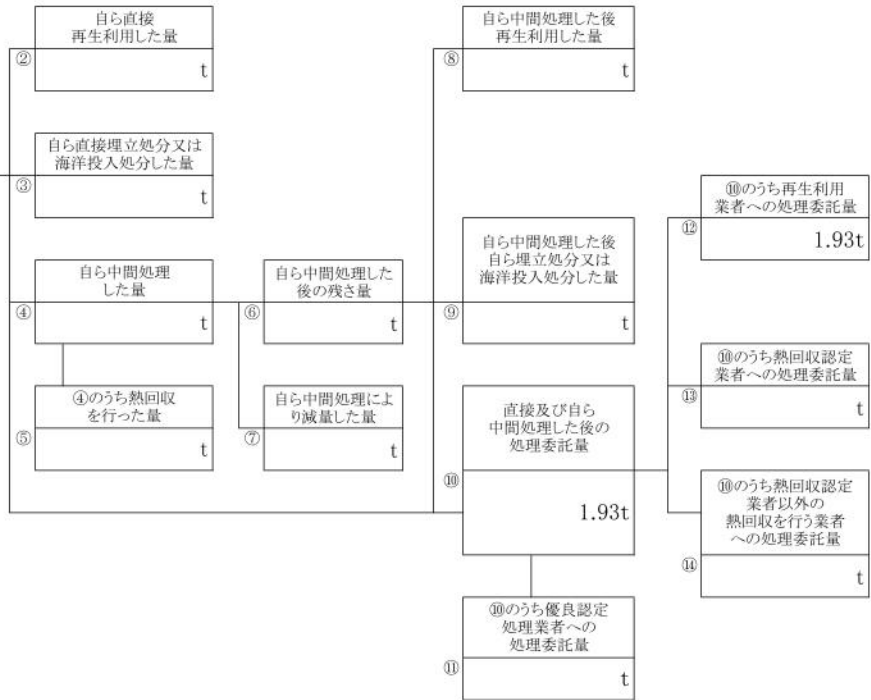 自ら直接
再生利用した量
②
t
自ら直接埋立処分又は
海洋投入処分した量
③
t
自ら中間処理
した量
④
t
④のうち熱回収
を行った量
⑤
t
自ら中間処理した
後の残さ量
⑥
t
自ら中間処理によ
り減量した量
⑦
t
自ら中間処理した後
再生利用した量
⑧
t
自ら中間処理した後
自ら埋立処分又は
海洋投入処分した量
⑨
t
直接及び自ら
中間処理した後の
処理委託量
⑩
1.93t
⑩のうち優良認定
処理業者への
処理委託量
⑪
t
⑩のうち再生利用
業者への処理委託量
⑫
1.93t
⑩のうち熱回収認定
業者への処理委託量
⑬
t
⑩のうち熱回収認定
業者以外の
熱回収を行う業者
への処理委託量
⑭
t